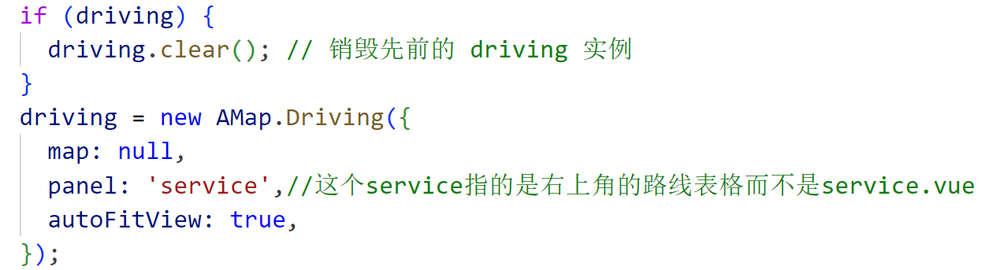 if (driving) {
driving.clear(); // 销毁先前的 driving 实例
}
driving = new AMap.Driving({
map: null,
panel: 'service',//这个service指的是右上角的路线表格而不是service.vue
autoFitView: true,
});